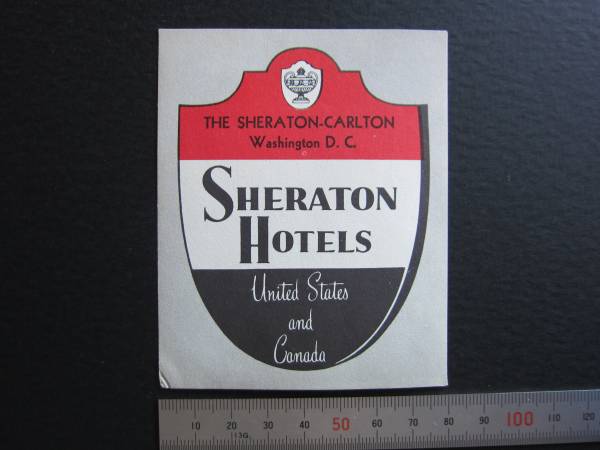 THE SHERATON-CARLTON
Washington D. C.
SHERATON
HOTELS
United States
and
Canada
10 20 30 40 50 60 70 80 90 100 110 120
13G